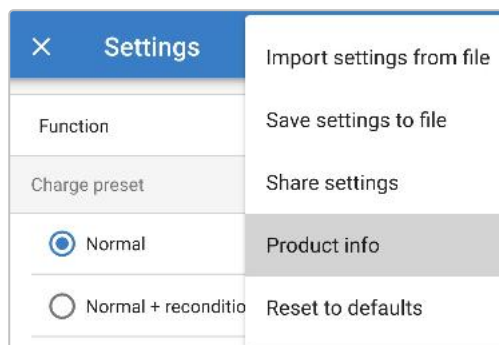 Settings
Function
Charge preset
Normal
Normal + reconditio
Import settings from file
Save settings to file
Share settings
Product info
Reset to defaults